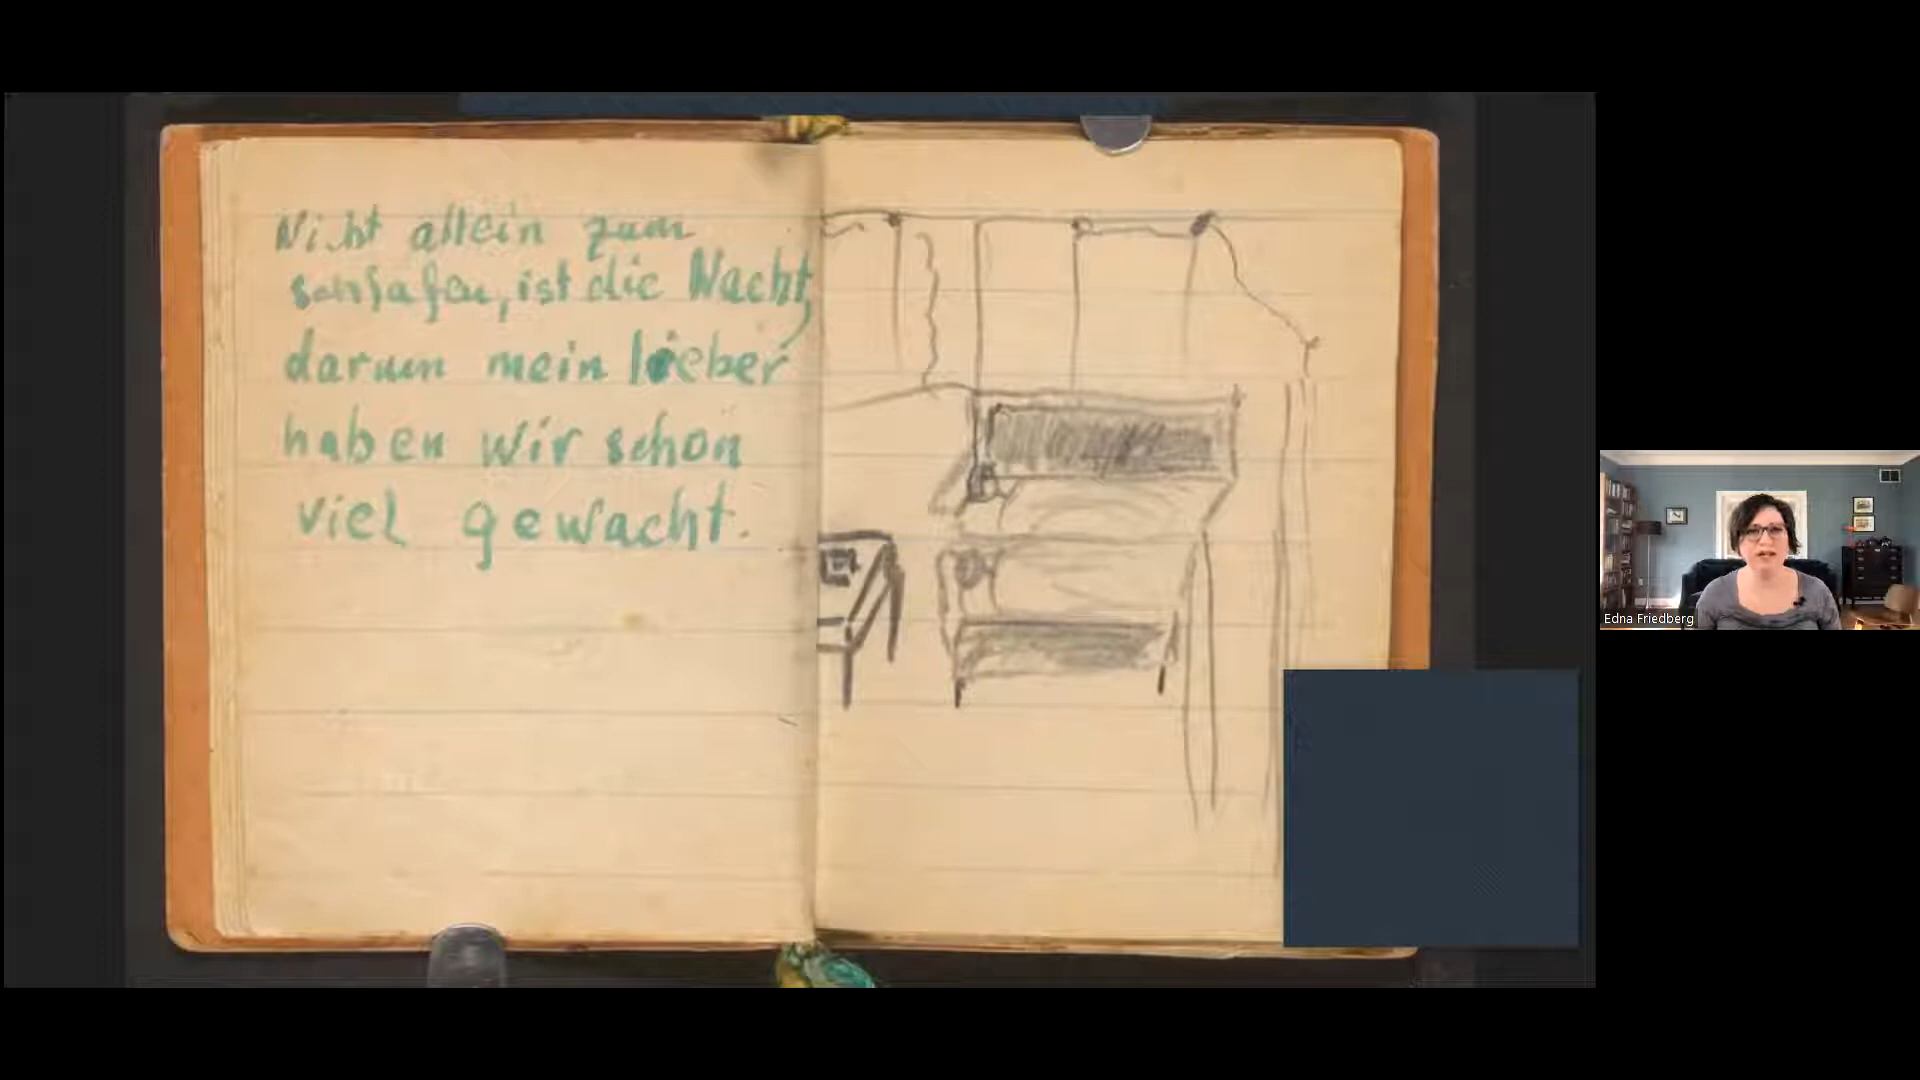 Nicht allein zum
schlafen, ist die Nacht,
darum mein lieber
haben wir schon
viel gewacht.
Edna Friedberg